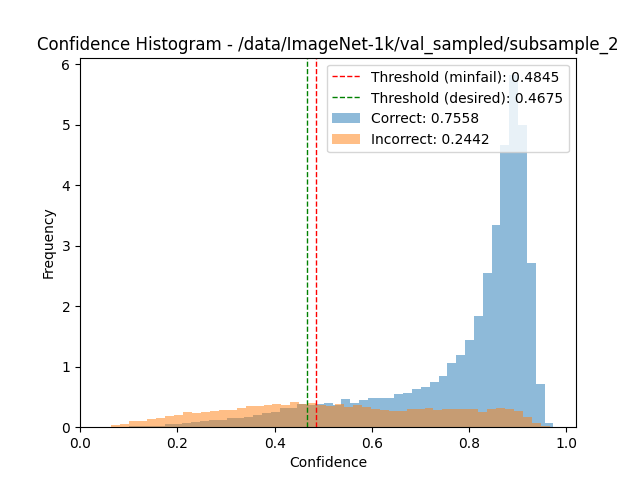 Confidence Histogram - /data/ImageNet-1k/val_sampled/subsample_2
Threshold (minfail): 0.4845
Threshold (desired): 0.4675
Correct: 0.7558
Incorrect: 0.2442
6
5
4
3
2
1
0
Frequency
0.0 0.2 0.4 0.6 0.8 1.0
Confidence